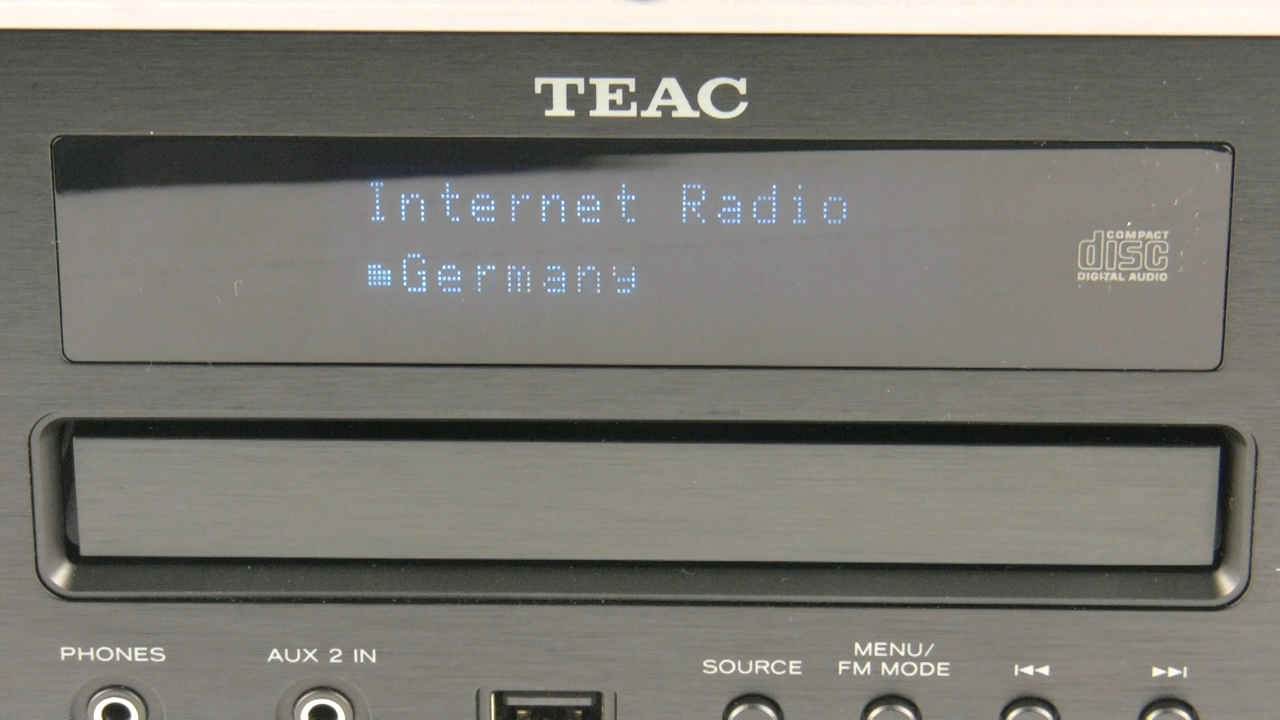 TEAC
Internet Radio
Germany
COMPACT
disc
DIGITAL AUDIO
PHONES
AUX 2 IN
SOURCE
MENU/
FM MODE